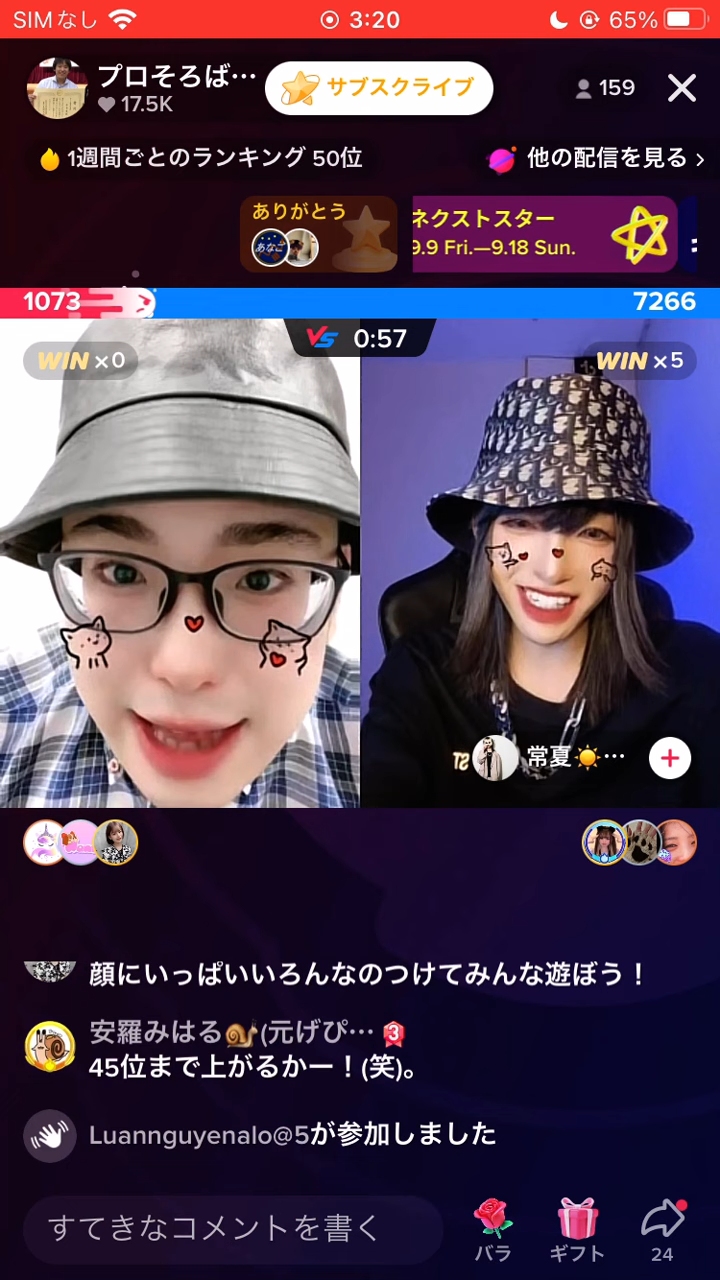 SIMなし
3:20
65%
プロそろば…
17.5K
サブスクライブ
159
1週間ごとのランキング 50位
他の配信を見る
ありがとう
あなご
ネクストスター
9.9 Fri.—9.18 Sun.
1073
7266
VS 0:57
WIN ×0
WIN ×5
常夏☀️…
顔にいっぱいいろんなのつけてみんな遊ぼう！
安羅みはる🐌(元げぴ… 3
45位まで上がるかー！(笑)。
Luannguyenalo@5が参加しました
すてきなコメントを書く
バラ
ギフト
24